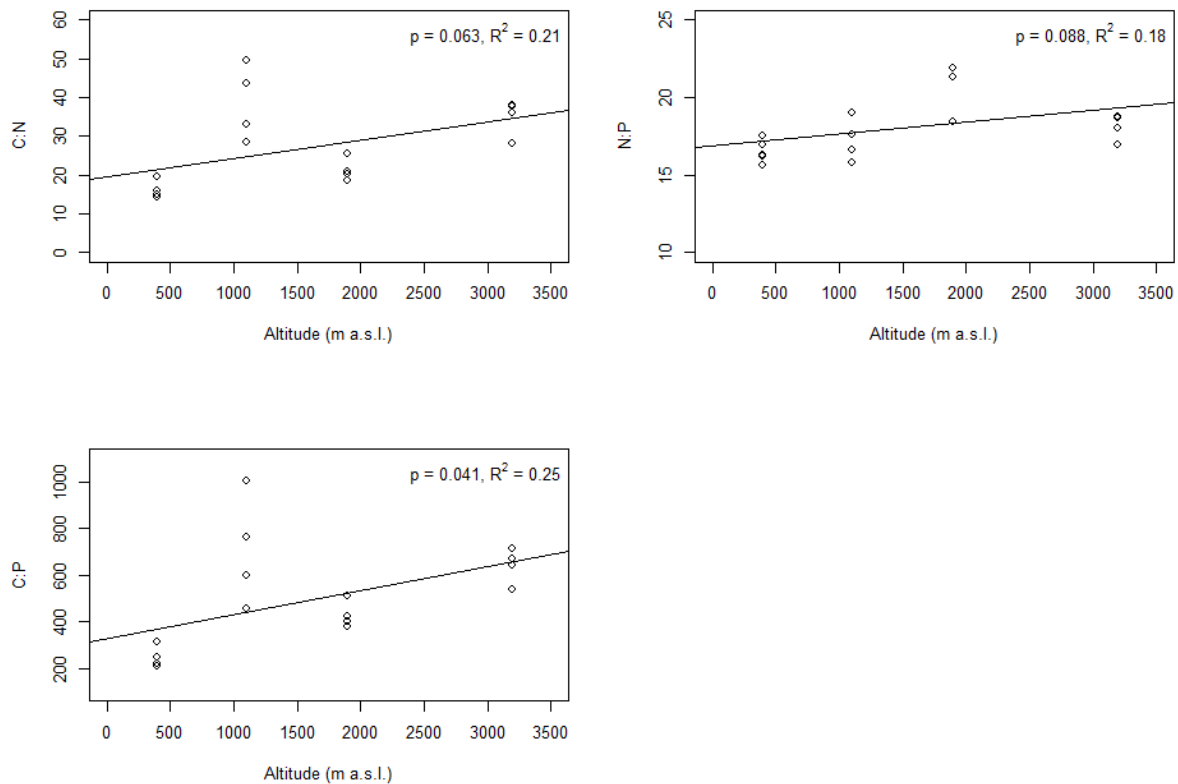 p = 0.063, R² = 0.21
60
50
40
30
20
10
0
C:N
0 500 1000 1500 2000 2500 3000 3500
Altitude (m a.s.l.)
p = 0.088, R² = 0.18
25
20
15
10
N:P
0 500 1000 1500 2000 2500 3000 3500
Altitude (m a.s.l.)
p = 0.041, R² = 0.25
1000
800
600
400
200
C:P
0 500 1000 1500 2000 2500 3000 3500
Altitude (m a.s.l.)